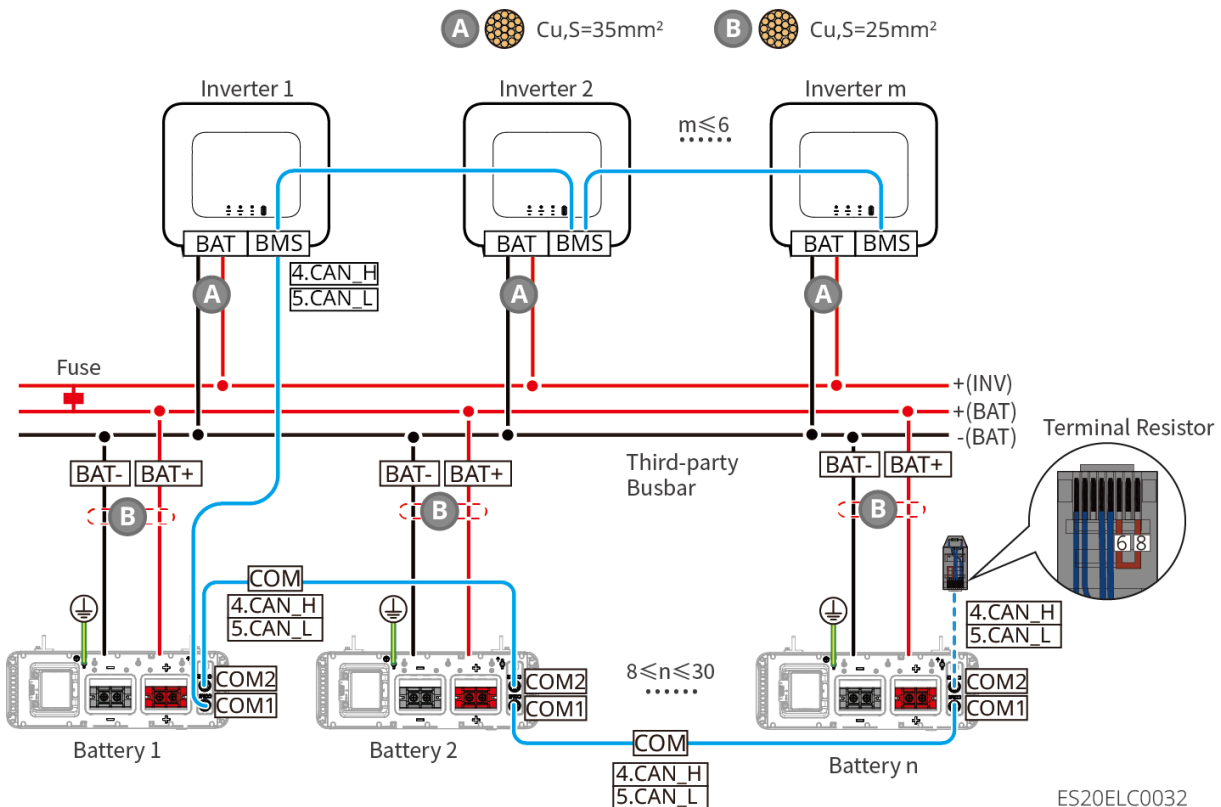 A Cu,S=35mm²
B Cu,S=25mm²
Inverter 1
Inverter 2
Inverter m
m≤6
BAT BMS
BAT BMS
BAT BMS
4.CAN_H
5.CAN_L
A
A
A
Fuse
+(INV)
+(BAT)
-(BAT)
Terminal Resistor
BAT- BAT+
BAT- BAT+
Third-party
Busbar
BAT- BAT+
B
B
B
6 8
COM
4.CAN_H
5.CAN_L
4.CAN_H
5.CAN_L
8≤n≤30
COM2
COM1
COM2
COM1
COM2
COM1
- +
- +
- +
- +
- +
- +
Battery 1
Battery 2
COM
4.CAN_H
5.CAN_L
Battery n
ES20ELC0032